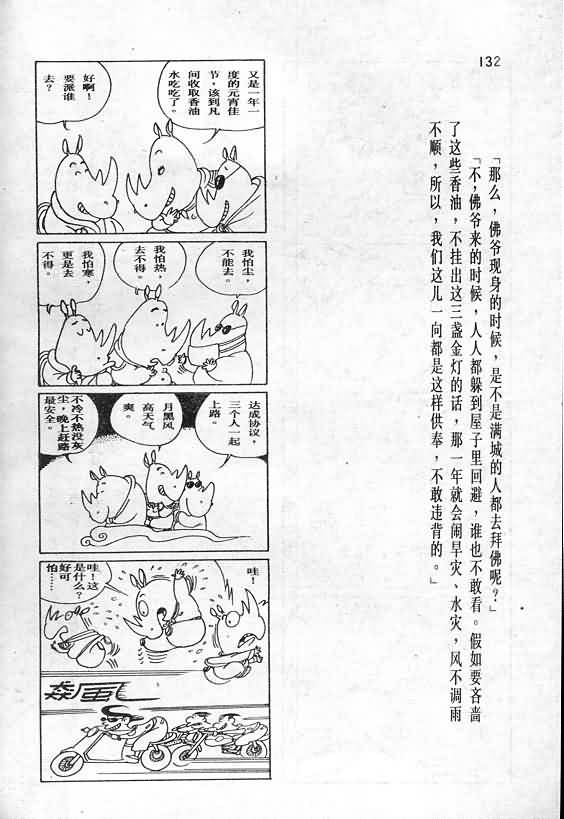 132
「那么，佛爷现身的时候，是不是满城的人都去拜佛呢？」
「不，佛爷来的时候，人人都躲到屋子里回避，谁也不敢看。假如要吝啬
了这些香油，不挂出这三盏金灯的话，那一年就会闹旱灾、水灾，风不调雨
不顺，所以，我们这儿一向都是这样供奉，不敢违背的。」
又是一年一
度的元宵佳
节，该到凡
间收取香油
水吃吃了。
好啊！
要派谁
去？
我怕尘，
不能去。
我怕热，
去不得。
我怕寒，
更是去
不得。
达成协议，
三个人一起
上路。
月黑风
高天气
爽。
不冷不热没灰
尘，晚上赶路
最安全。
哇！
哇！这
是什么？
好可
怕……
飙风